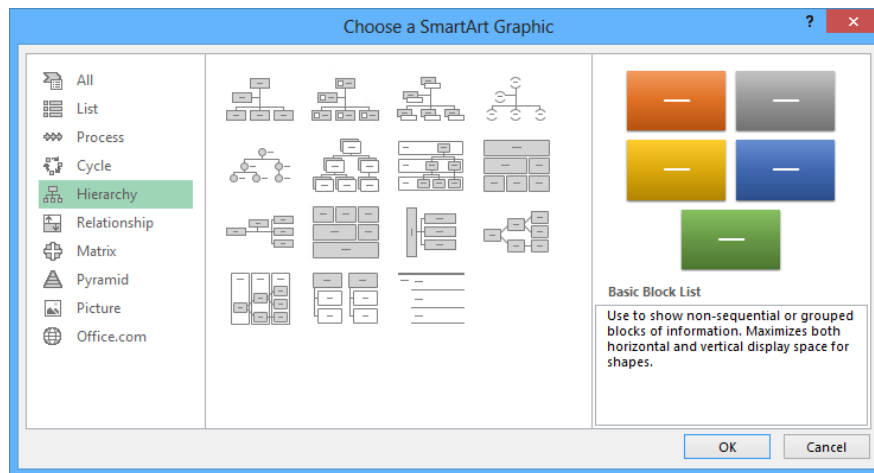 Choose a SmartArt Graphic
?
All
List
Process
Cycle
Hierarchy
Relationship
Matrix
Pyramid
Picture
Office.com
Basic Block List
Use to show non-sequential or grouped
blocks of information. Maximizes both
horizontal and vertical display space for
shapes.
OK
Cancel